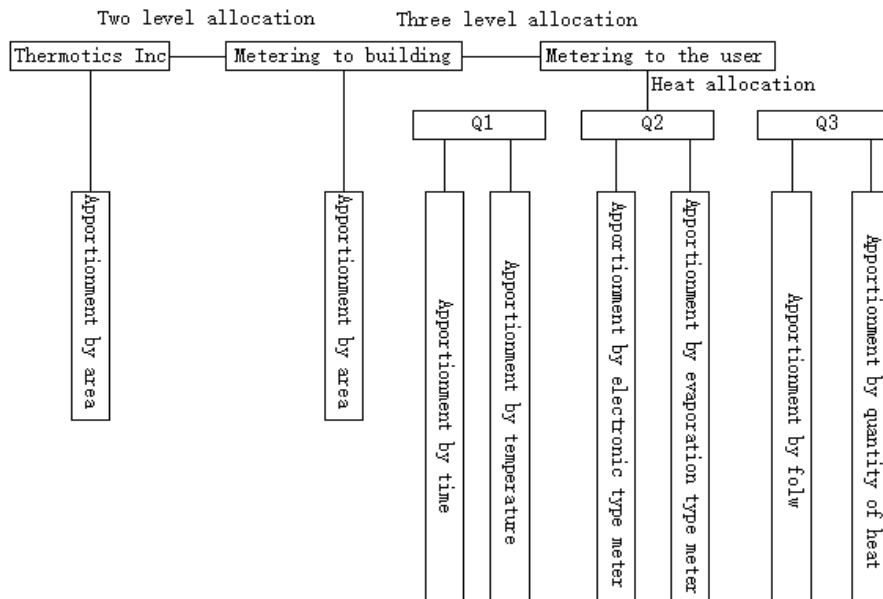 Two level allocation
Three level allocation
Thermotics Inc
Metering to building
Metering to the user
Heat allocation
Q1
Q2
Q3
Apportionment by area
Apportionment by area
Apportionment by time
Apportionment by temperature
Apportionment by electronic type meter
Apportionment by evaporation type meter
Apportionment by folw
Apportionment by quantity of heat